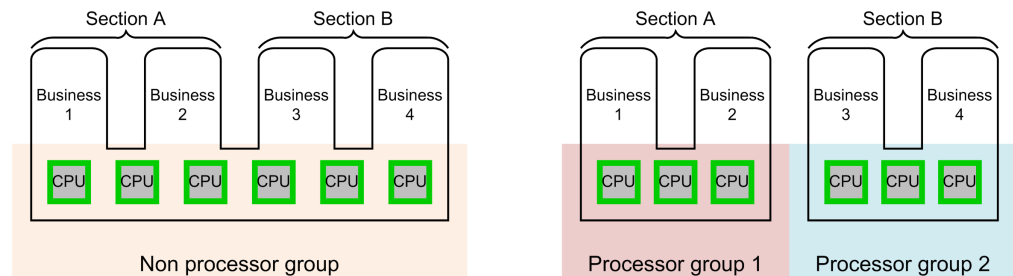 Section A
Section B
Business
1
Business
2
Business
3
Business
4
CPU
CPU
CPU
CPU
CPU
CPU
Non processor group
Section A
Section B
Business
1
Business
2
Business
3
Business
4
CPU
CPU
CPU
CPU
CPU
CPU
Processor group 1
Processor group 2